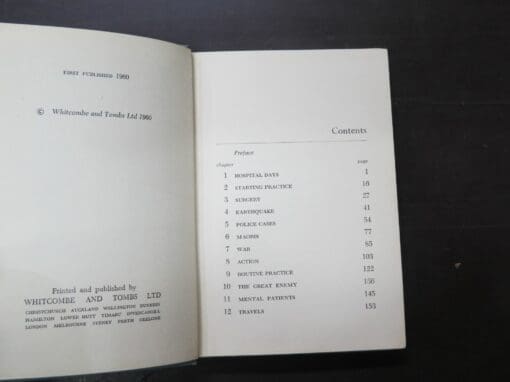 FIRST PUBLISHED 1960
© Whitcombe and Tombs Ltd 1960
Printed and published by
WHITCOMBE AND TOMBS LTD
CHRISTCHURCH AUCKLAND WELLINGTON DUNEDIN
HAMILTON LOWER HUTT TIMARU INVERCARGILL
LONDON MELBOURNE SYDNEY PERTH GEELONG
Contents
Preface
chapter page
1 HOSPITAL DAYS 1
2 STARTING PRACTICE 16
3 SURGERY 27
4 EARTHQUAKE 41
5 POLICE CASES 54
6 MAORIS 77
7 WAR 85
8 ACTION 103
9 ROUTINE PRACTICE 122
10 THE GREAT ENEMY
11 MENTAL PATIENTS 145
12 TRAVELS 153